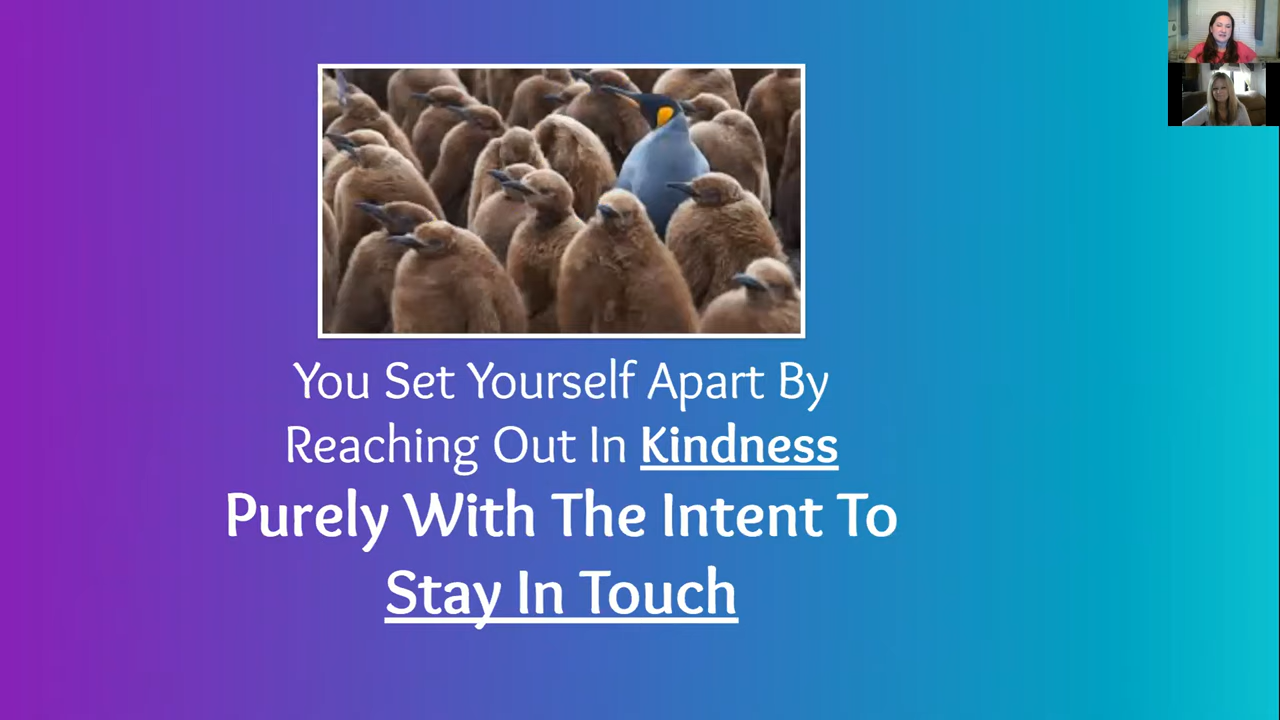 You Set Yourself Apart By
Reaching Out In Kindness
Purely With The Intent To
Stay In Touch